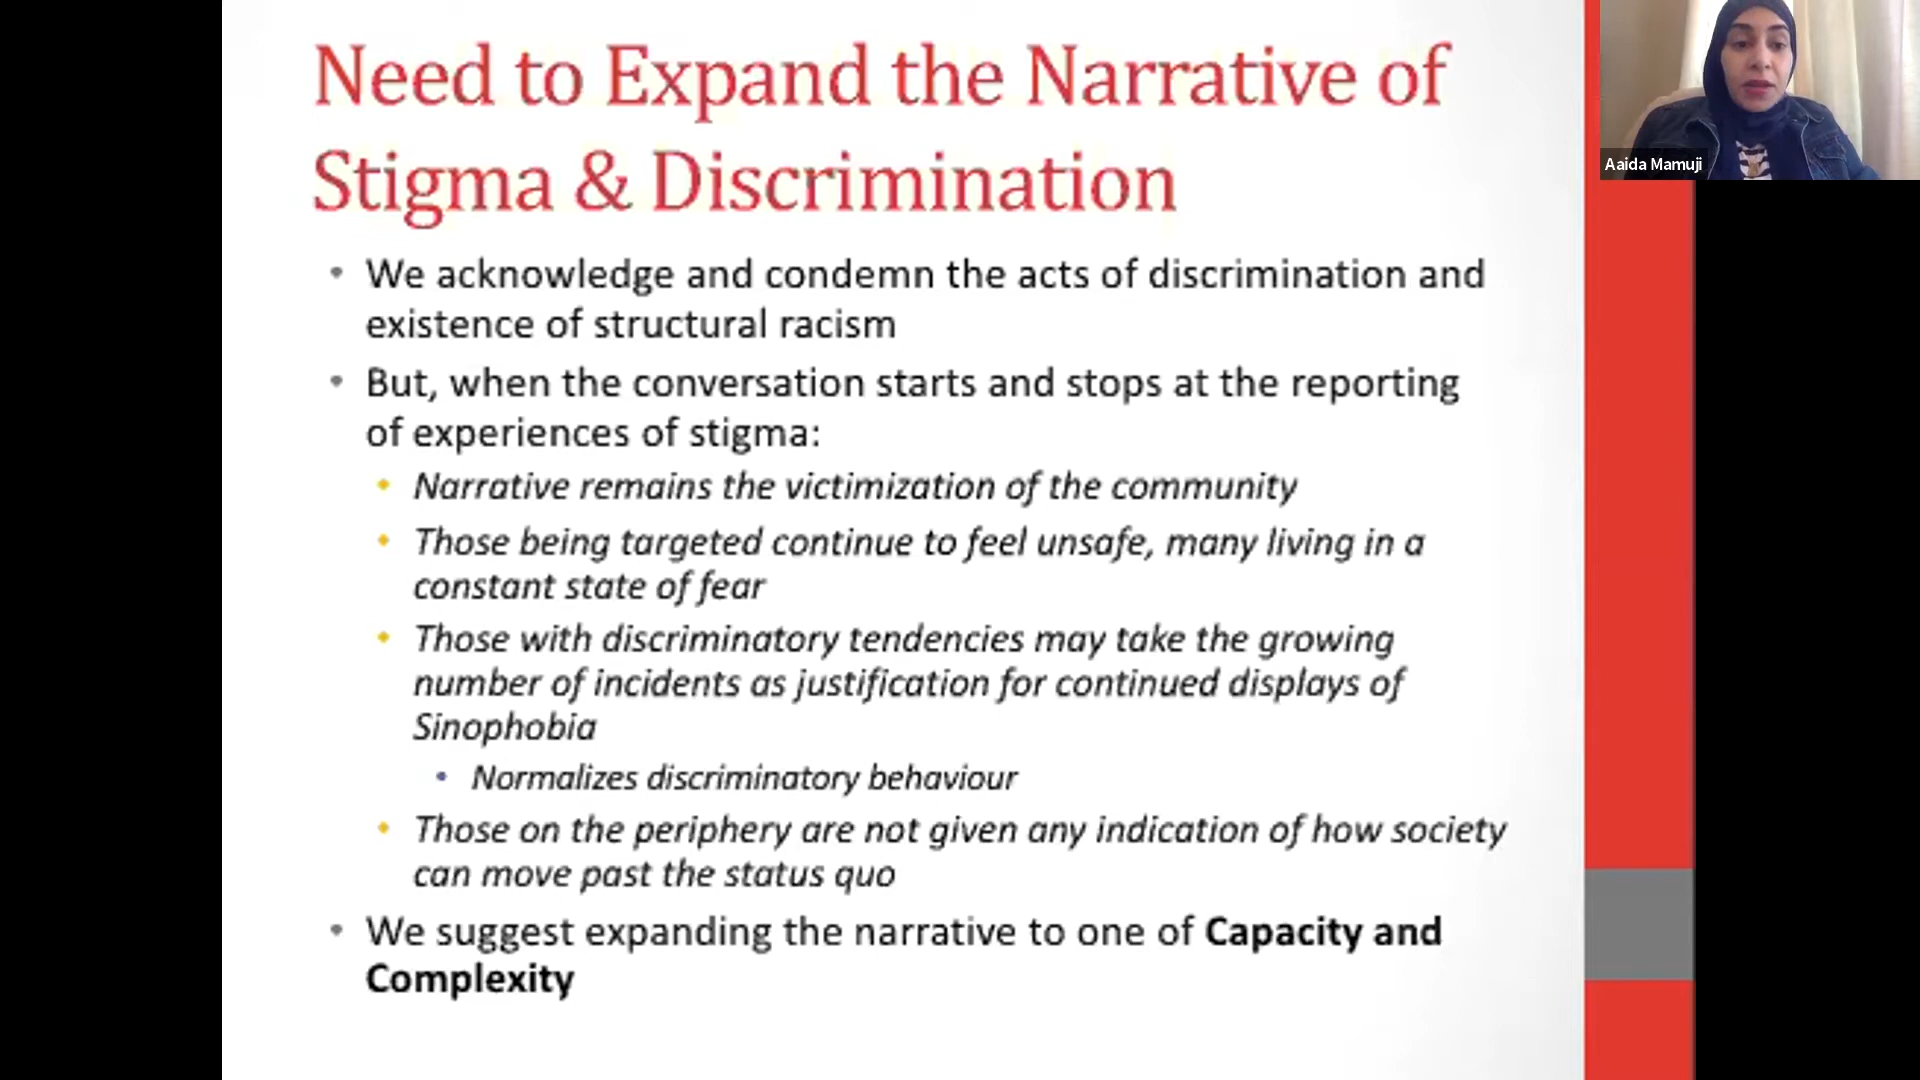 Need to Expand the Narrative of
Stigma & Discrimination
Aaida Mamuji
• We acknowledge and condemn the acts of discrimination and
existence of structural racism
• But, when the conversation starts and stops at the reporting
of experiences of stigma:
• Narrative remains the victimization of the community
• Those being targeted continue to feel unsafe, many living in a
constant state of fear
• Those with discriminatory tendencies may take the growing
number of incidents as justification for continued displays of
Sinophobia
• Normalizes discriminatory behaviour
• Those on the periphery are not given any indication of how society
can move past the status quo
• We suggest expanding the narrative to one of Capacity and
Complexity